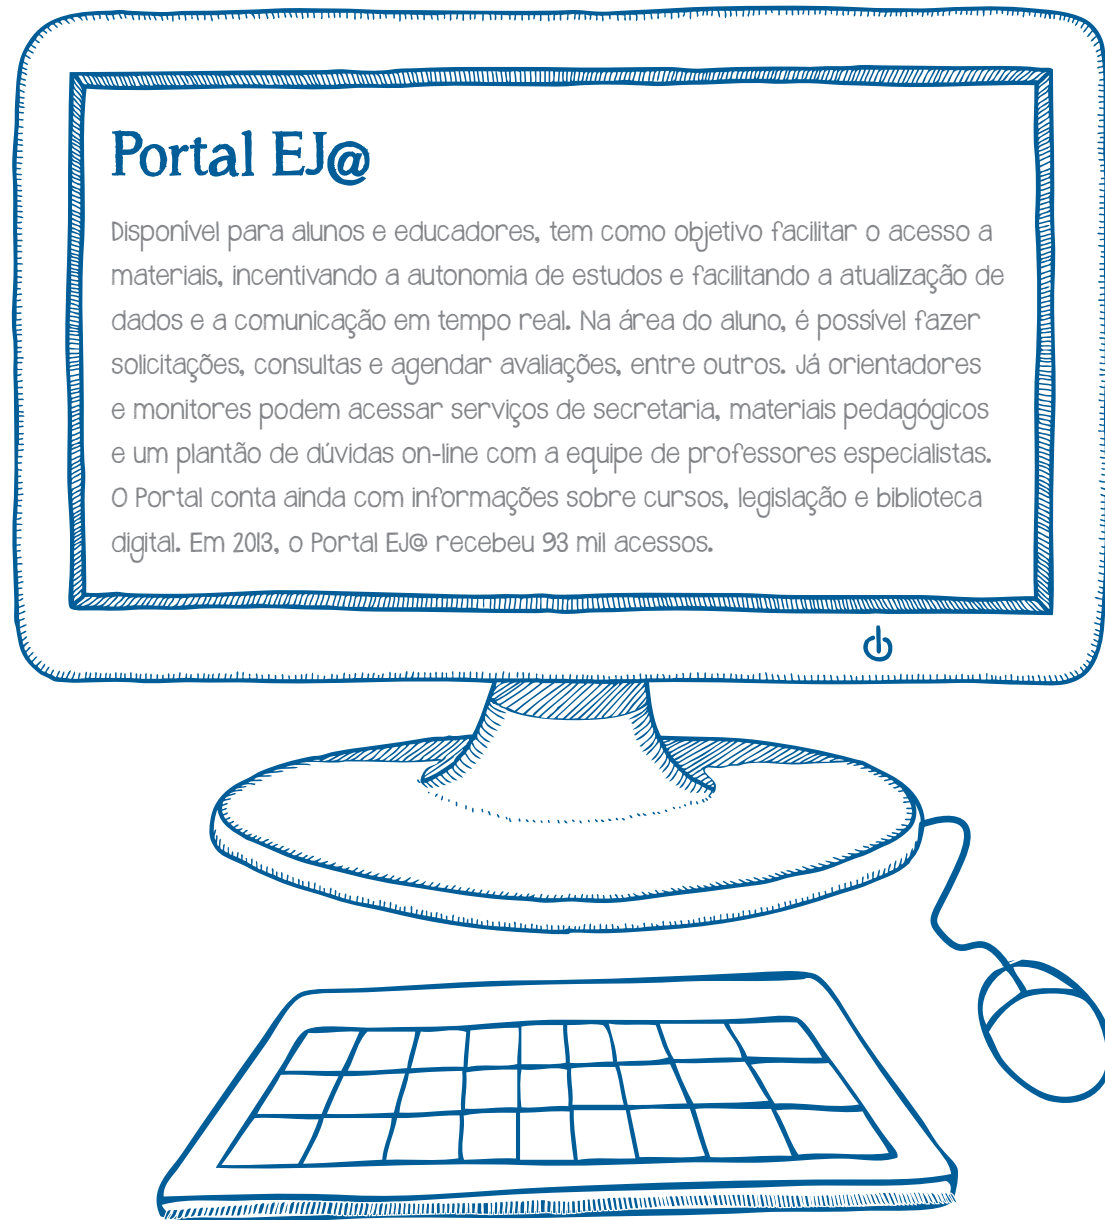 Portal EJ@
Disponível para alunos e educadores, tem como objetivo facilitar o acesso a
materiais, incentivando a autonomia de estudos e facilitando a atualização de
dados e a comunicação em tempo real. Na área do aluno, é possível fazer
solicitações, consultas e agendar avaliações, entre outros. Já orientadores
e monitores podem acessar serviços de secretaria, materiais pedagógicos
e um plantão de dúvidas on-line com a equipe de professores especialistas.
O Portal conta ainda com informações sobre cursos, legislação e biblioteca
digital. Em 2013, o Portal EJ@ recebeu 93 mil acessos.